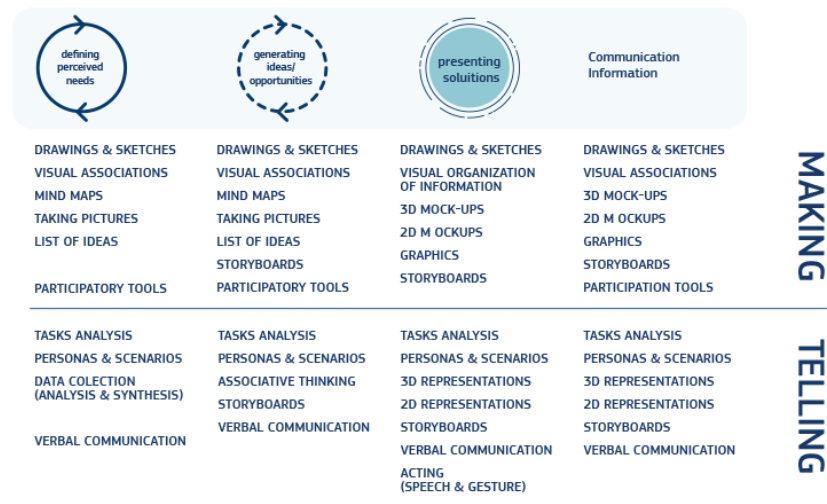 defining
perceived
needs
generating
ideas/
opportunities
presenting
soluitions
Communication
Information
DRAWINGS & SKETCHES
VISUAL ASSOCIATIONS
MIND MAPS
TAKING PICTURES
LIST OF IDEAS
PARTICIPATORY TOOLS
DRAWINGS & SKETCHES
VISUAL ASSOCIATIONS
MIND MAPS
TAKING PICTURES
LIST OF IDEAS
STORYBOARDS
PARTICIPATORY TOOLS
DRAWINGS & SKETCHES
VISUAL ORGANIZATION
OF INFORMATION
3D MOCK-UPS
2D M OCKUPS
GRAPHICS
STORYBOARDS
DRAWINGS & SKETCHES
VISUAL ASSOCIATIONS
3D MOCK-UPS
2D M OCKUPS
GRAPHICS
STORYBOARDS
PARTICIPATION TOOLS
MAKING
TASKS ANALYSIS
PERSONAS & SCENARIOS
DATA COLECTION
(ANALYSIS & SYNTHESIS)
VERBAL COMMUNICATION
TASKS ANALYSIS
PERSONAS & SCENARIOS
ASSOCIATIVE THINKING
STORYBOARDS
VERBAL COMMUNICATION
TASKS ANALYSIS
PERSONAS & SCENARIOS
3D REPRESENTATIONS
2D REPRESENTATIONS
STORYBOARDS
VERBAL COMMUNICATION
ACTING
(SPEECH & GESTURE)
TASKS ANALYSIS
PERSONAS & SCENARIOS
3D REPRESENTATIONS
2D REPRESENTATIONS
STORYBOARDS
VERBAL COMMUNICATION
TELLING